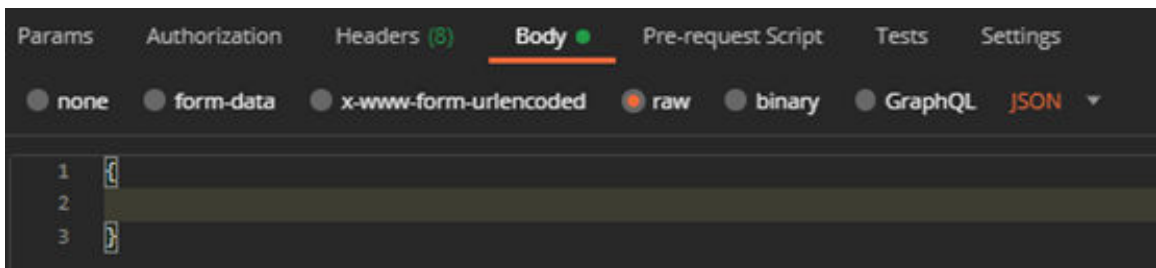 Params Authorization Headers (8) Body Pre-request Script Tests Settings
none form-data x-www-form-urlencoded raw binary GraphQL JSON
1 {
2
3 }